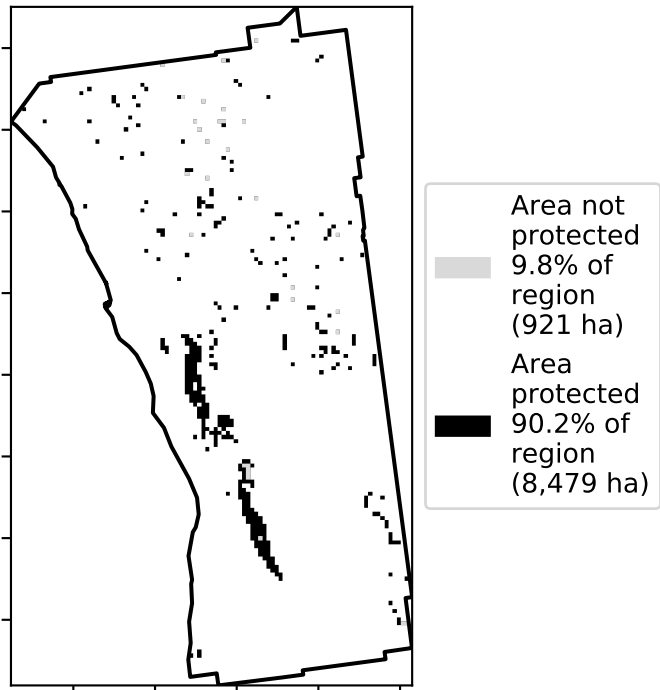 Area not
protected
9.8% of
region
(921 ha)
Area
protected
90.2% of
region
(8,479 ha)